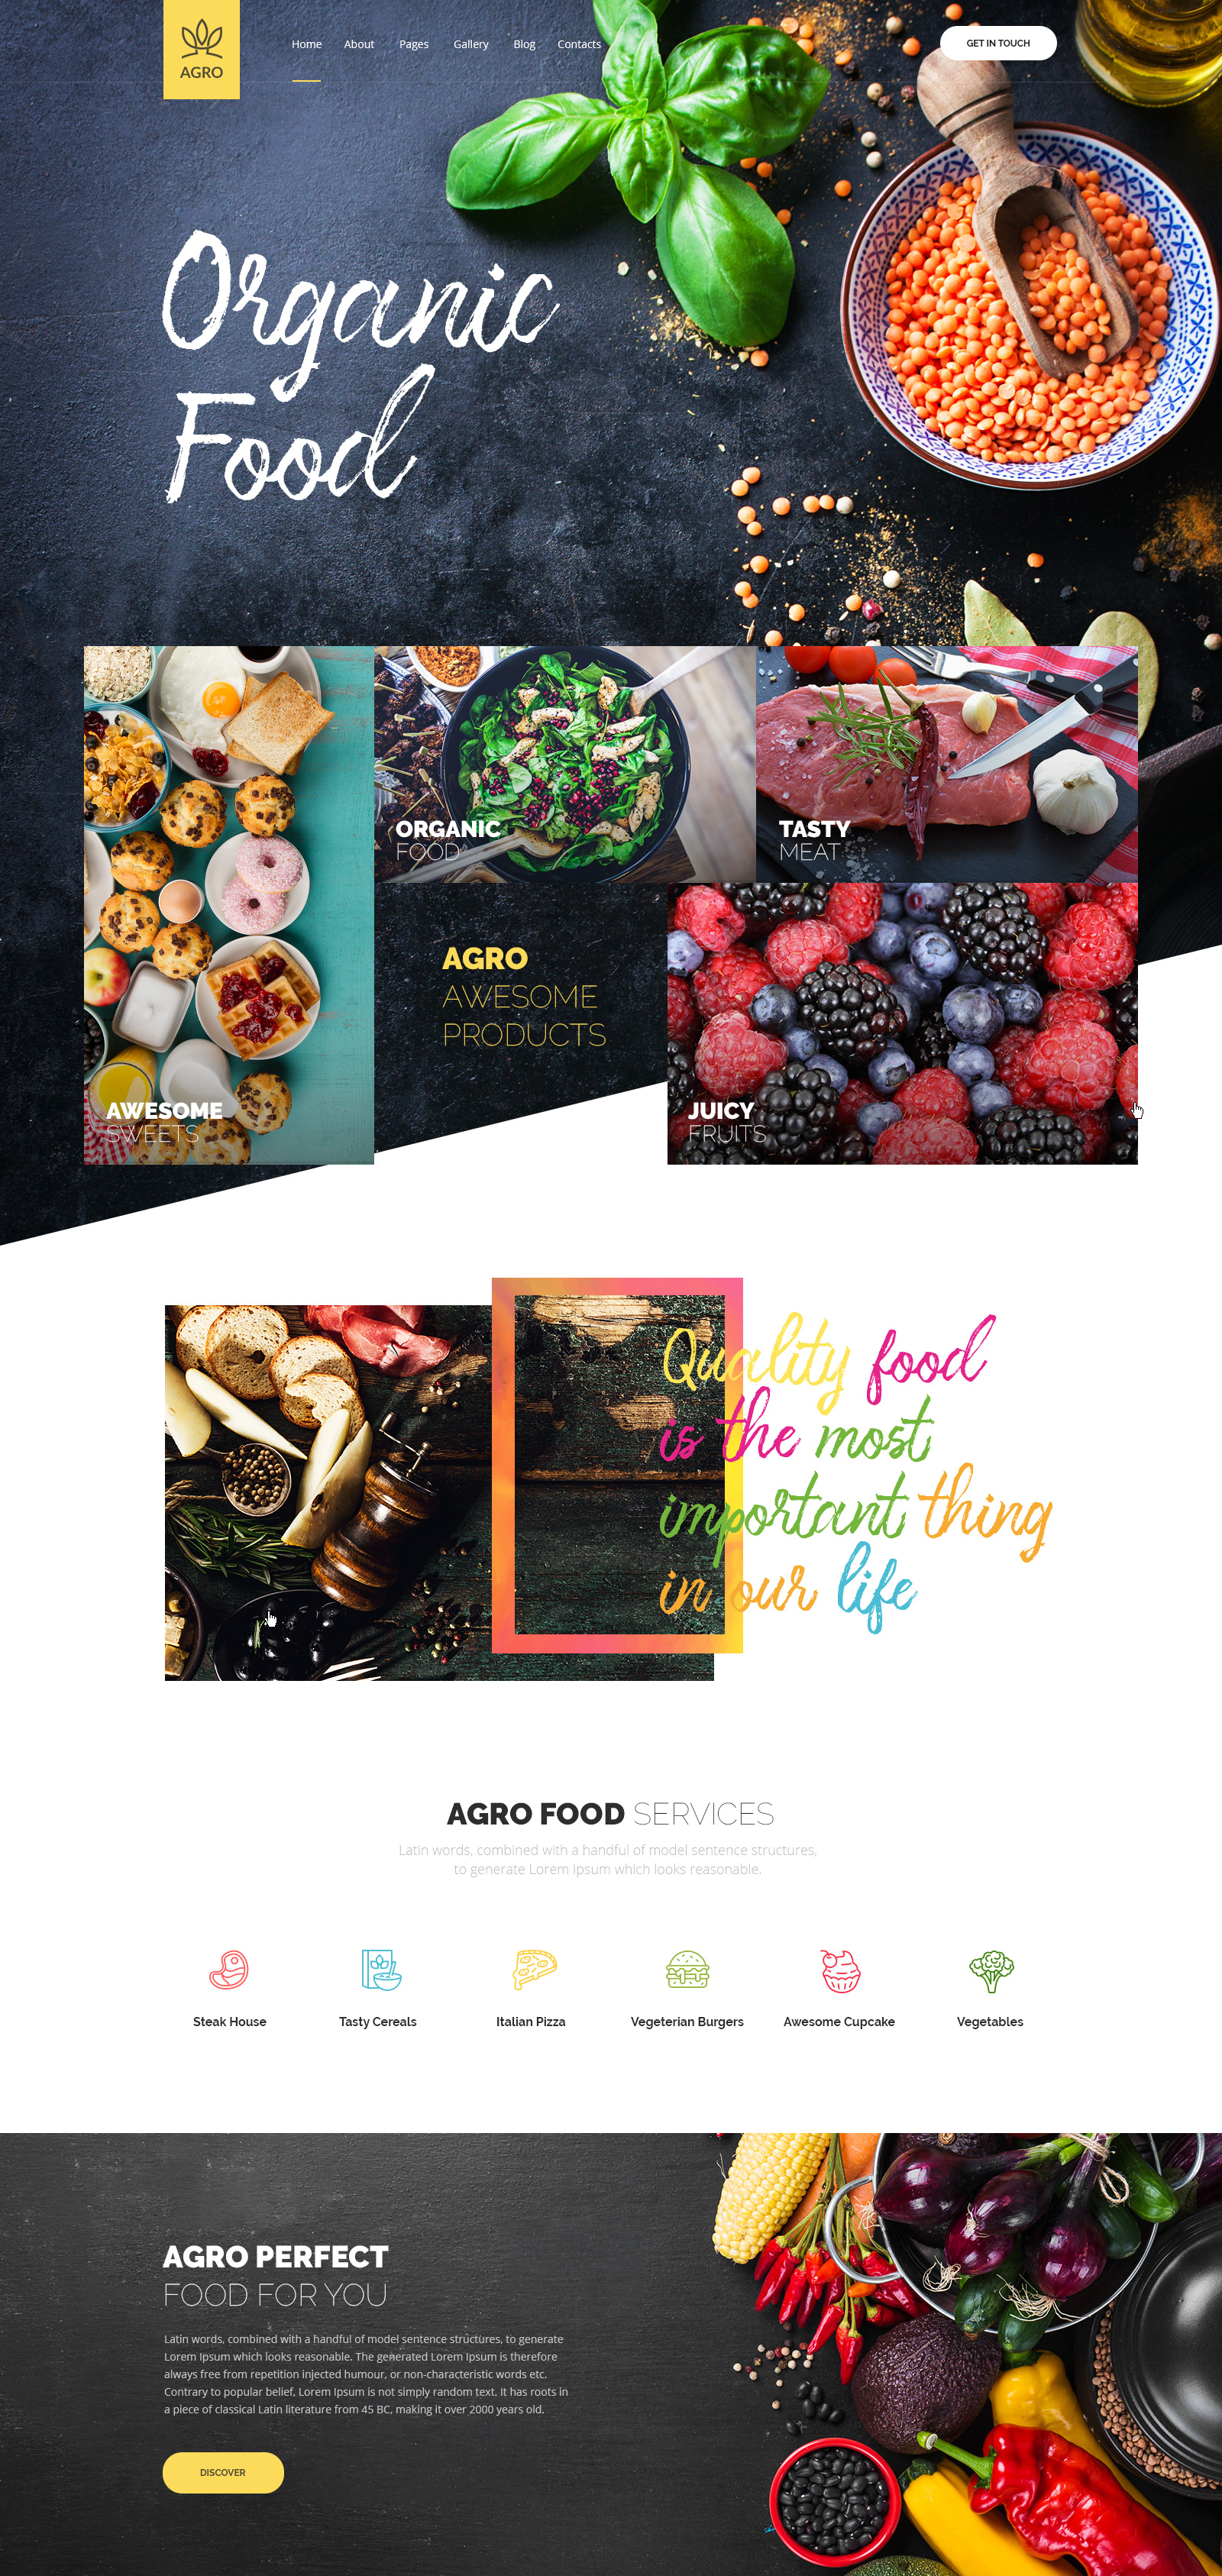 AGRO
Home About Pages Gallery Blog Contacts
GET IN TOUCH
Organic
Food
ORGANIC
FOOD
TASTY
MEAT
AGRO
AWESOME
PRODUCTS
AWESOME
SWEETS
JUICY
FRUITS
Quality food
is the most
important thing
in our life
AGRO FOOD SERVICES
Latin words, combined with a handful of model sentence structures,
to generate Lorem Ipsum which looks reasonable.
Steak House
Tasty Cereals
Italian Pizza
Vegeterian Burgers
Awesome Cupcake
Vegetables
AGRO PERFECT
FOOD FOR YOU
Latin words, combined with a handful of model sentence structures, to generate
Lorem Ipsum which looks reasonable. The generated Lorem Ipsum is therefore
always free from repetition injected humour, or non-characteristic words etc.
Contrary to popular belief, Lorem Ipsum is not simply random text. It has roots in
a piece of classical Latin literature from 45 BC, making it over 2000 years old.
DISCOVER